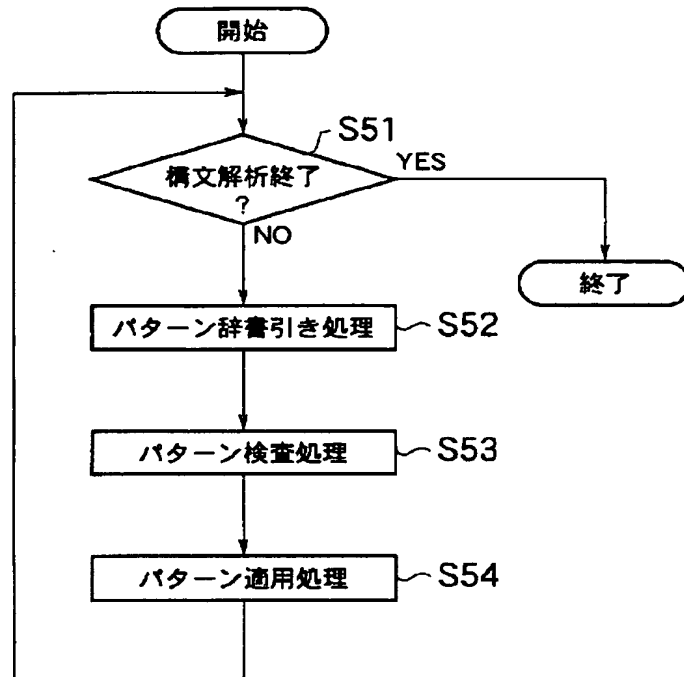 開始
S51
構文解析終了
?
YES
NO
終了
パターン辞書引き処理
S52
パターン検査処理
S53
パターン適用処理
S54